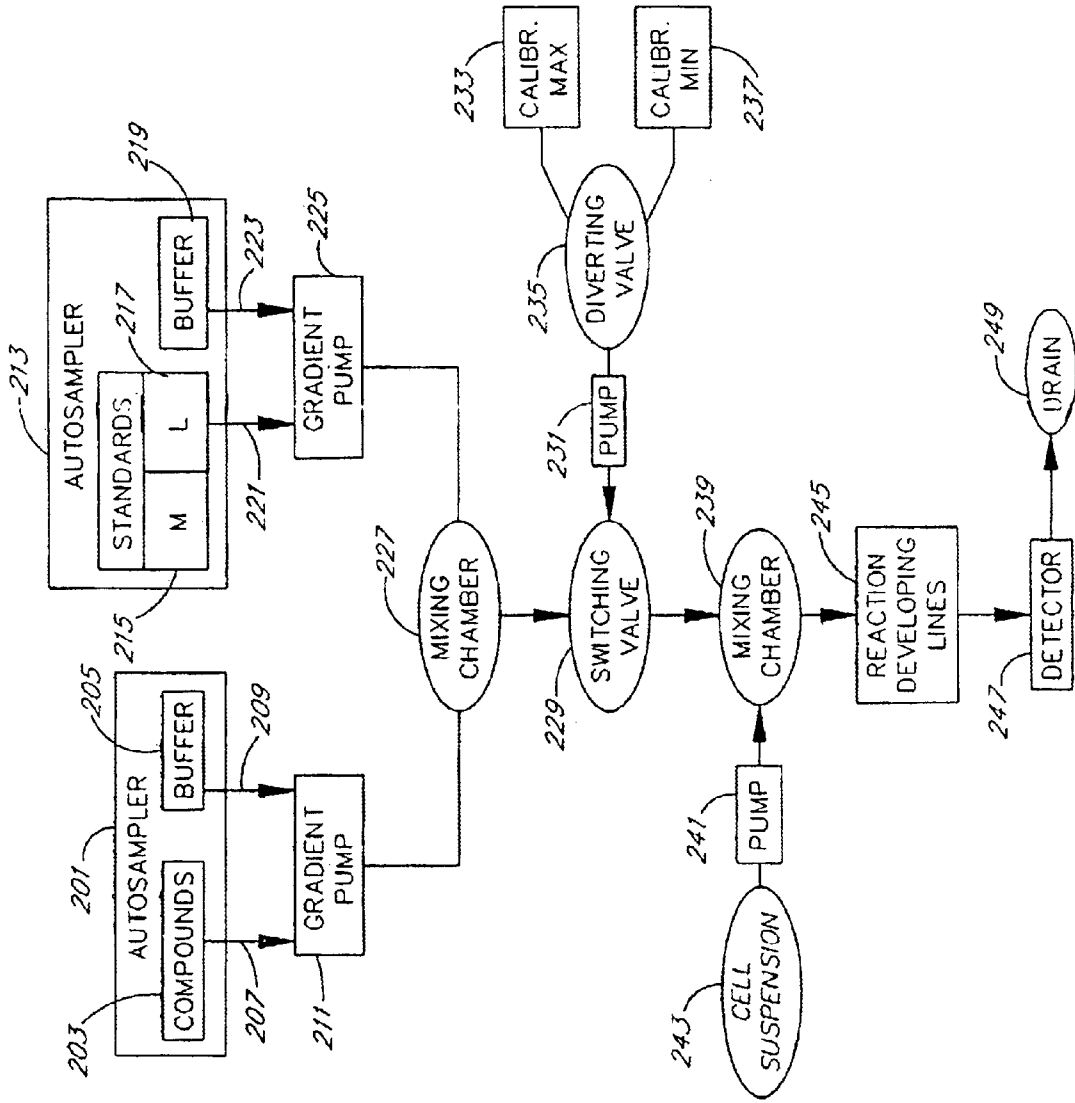 201
AUTOSAMPLER
203
COMPOUNDS
205
BUFFER
207
209
211
GRADIENT
PUMP
213
AUTOSAMPLER
215
STANDARDS
M
L
217
BUFFER
219
221
223
GRADIENT
PUMP
225
227
MIXING
CHAMBER
229
SWITCHING
VALVE
231
PUMP
235
DIVERTING
VALVE
233
CALIBR.
MAX
CALIBR.
MIN
237
239
MIXING
CHAMBER
241
PUMP
243
CELL
SUSPENSION
245
REACTION
DEVELOPING
LINES
247
DETECTOR
249
DRAIN